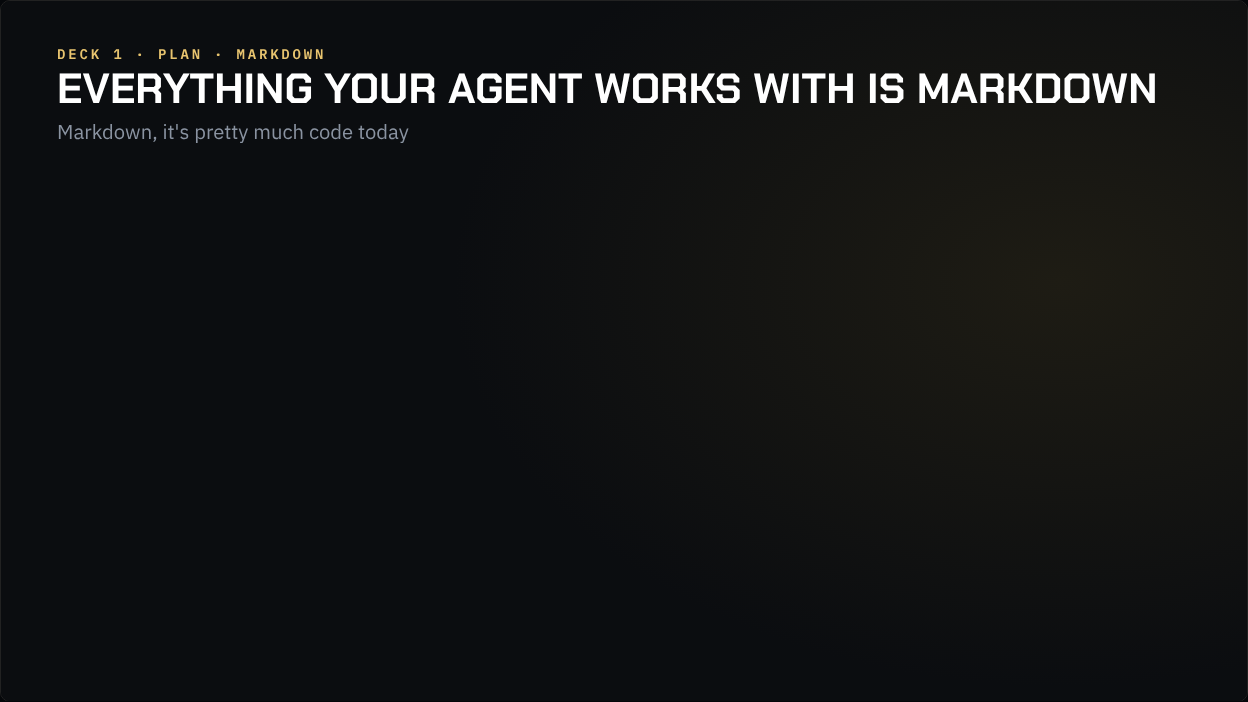 DECK 1 · PLAN · MARKDOWN
EVERYTHING YOUR AGENT WORKS WITH IS MARKDOWN
Markdown, it's pretty much code today